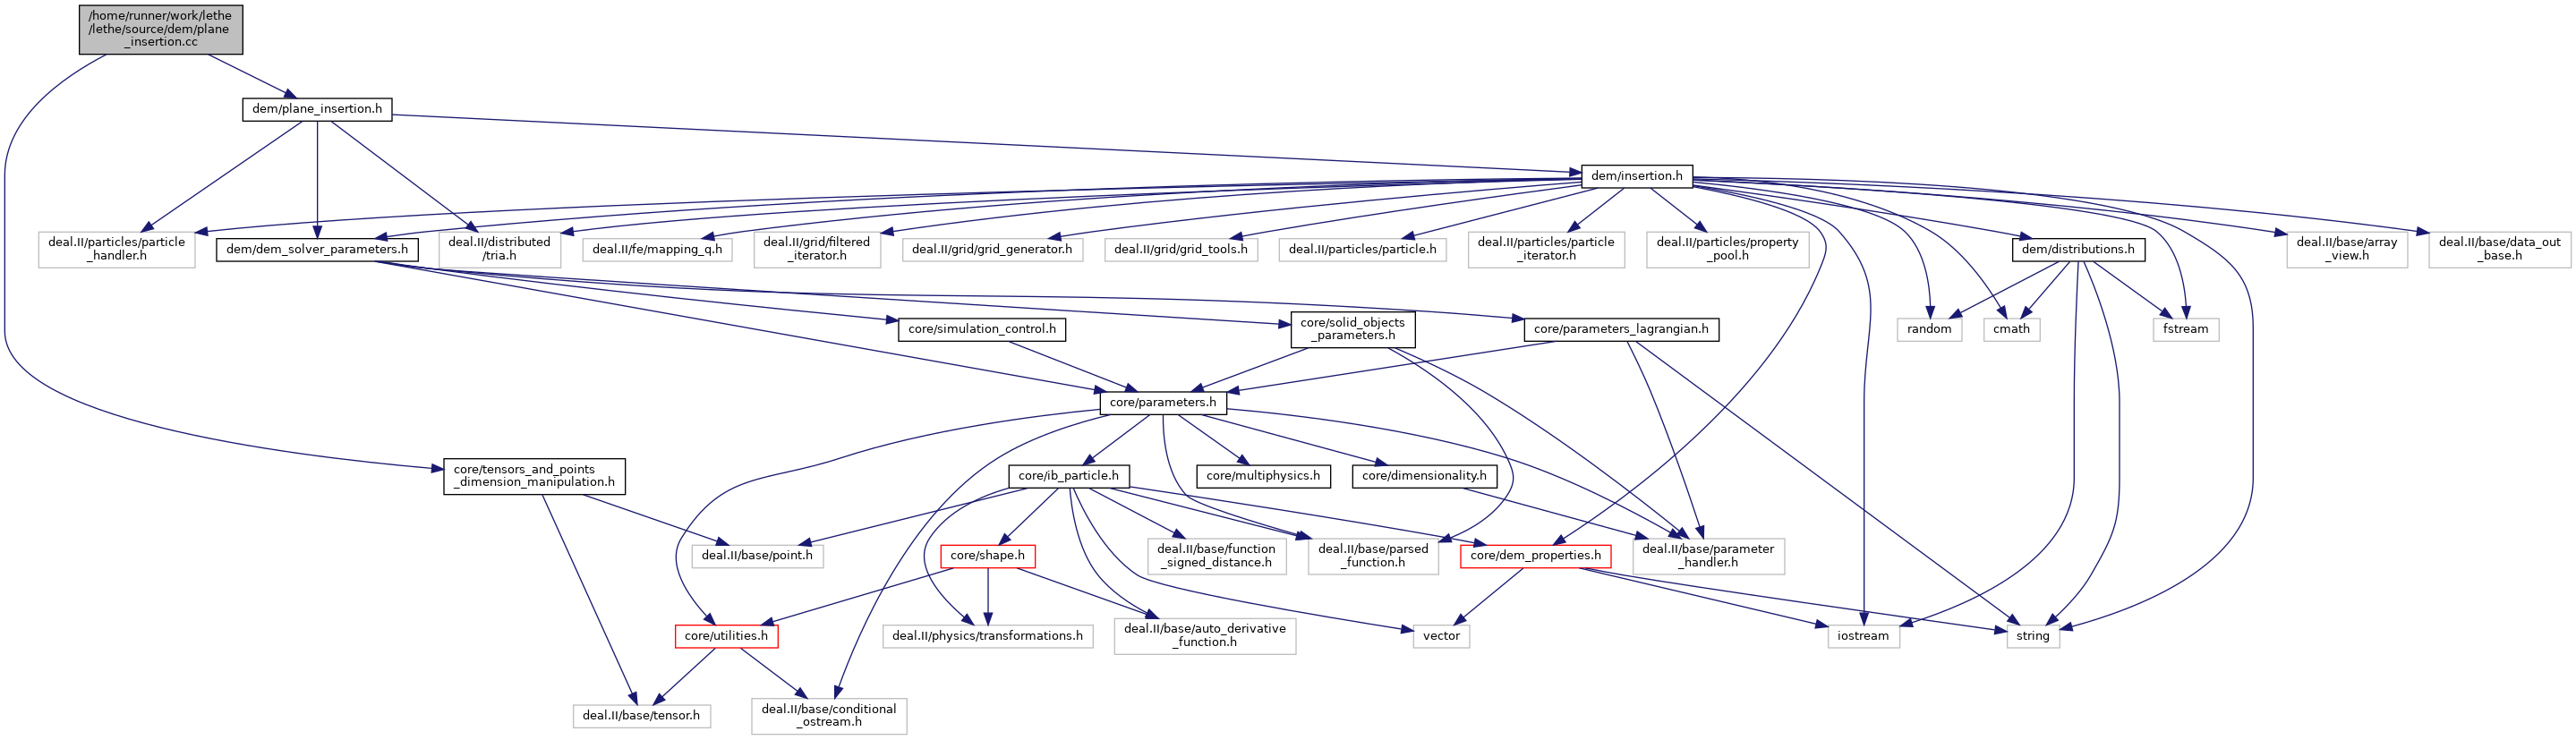 /home/runner/work/lethe
/lethe/source/dem/plane
_insertion.cc
dem/plane_insertion.h
dem/insertion.h
deal.II/particles/particle
_handler.h
dem/dem_solver_parameters.h
deal.II/distributed
/tria.h
deal.II/fe/mapping_q.h
deal.II/grid/filtered
_iterator.h
deal.II/grid/grid_generator.h
deal.II/grid/grid_tools.h
deal.II/particles/particle.h
deal.II/particles/particle
_iterator.h
deal.II/particles/property
_pool.h
dem/distributions.h
deal.II/base/array
_view.h
deal.II/base/data_out
_base.h
core/simulation_control.h
core/solid_objects
_parameters.h
core/parameters_lagrangian.h
random
cmath
fstream
core/parameters.h
core/tensors_and_points
_dimension_manipulation.h
core/ib_particle.h
core/multiphysics.h
core/dimensionality.h
deal.II/base/point.h
core/shape.h
deal.II/base/function
_signed_distance.h
deal.II/base/parsed
_function.h
core/dem_properties.h
deal.II/base/parameter
_handler.h
core/utilities.h
deal.II/physics/transformations.h
deal.II/base/auto_derivative
_function.h
vector
iostream
string
deal.II/base/tensor.h
deal.II/base/conditional
_ostream.h